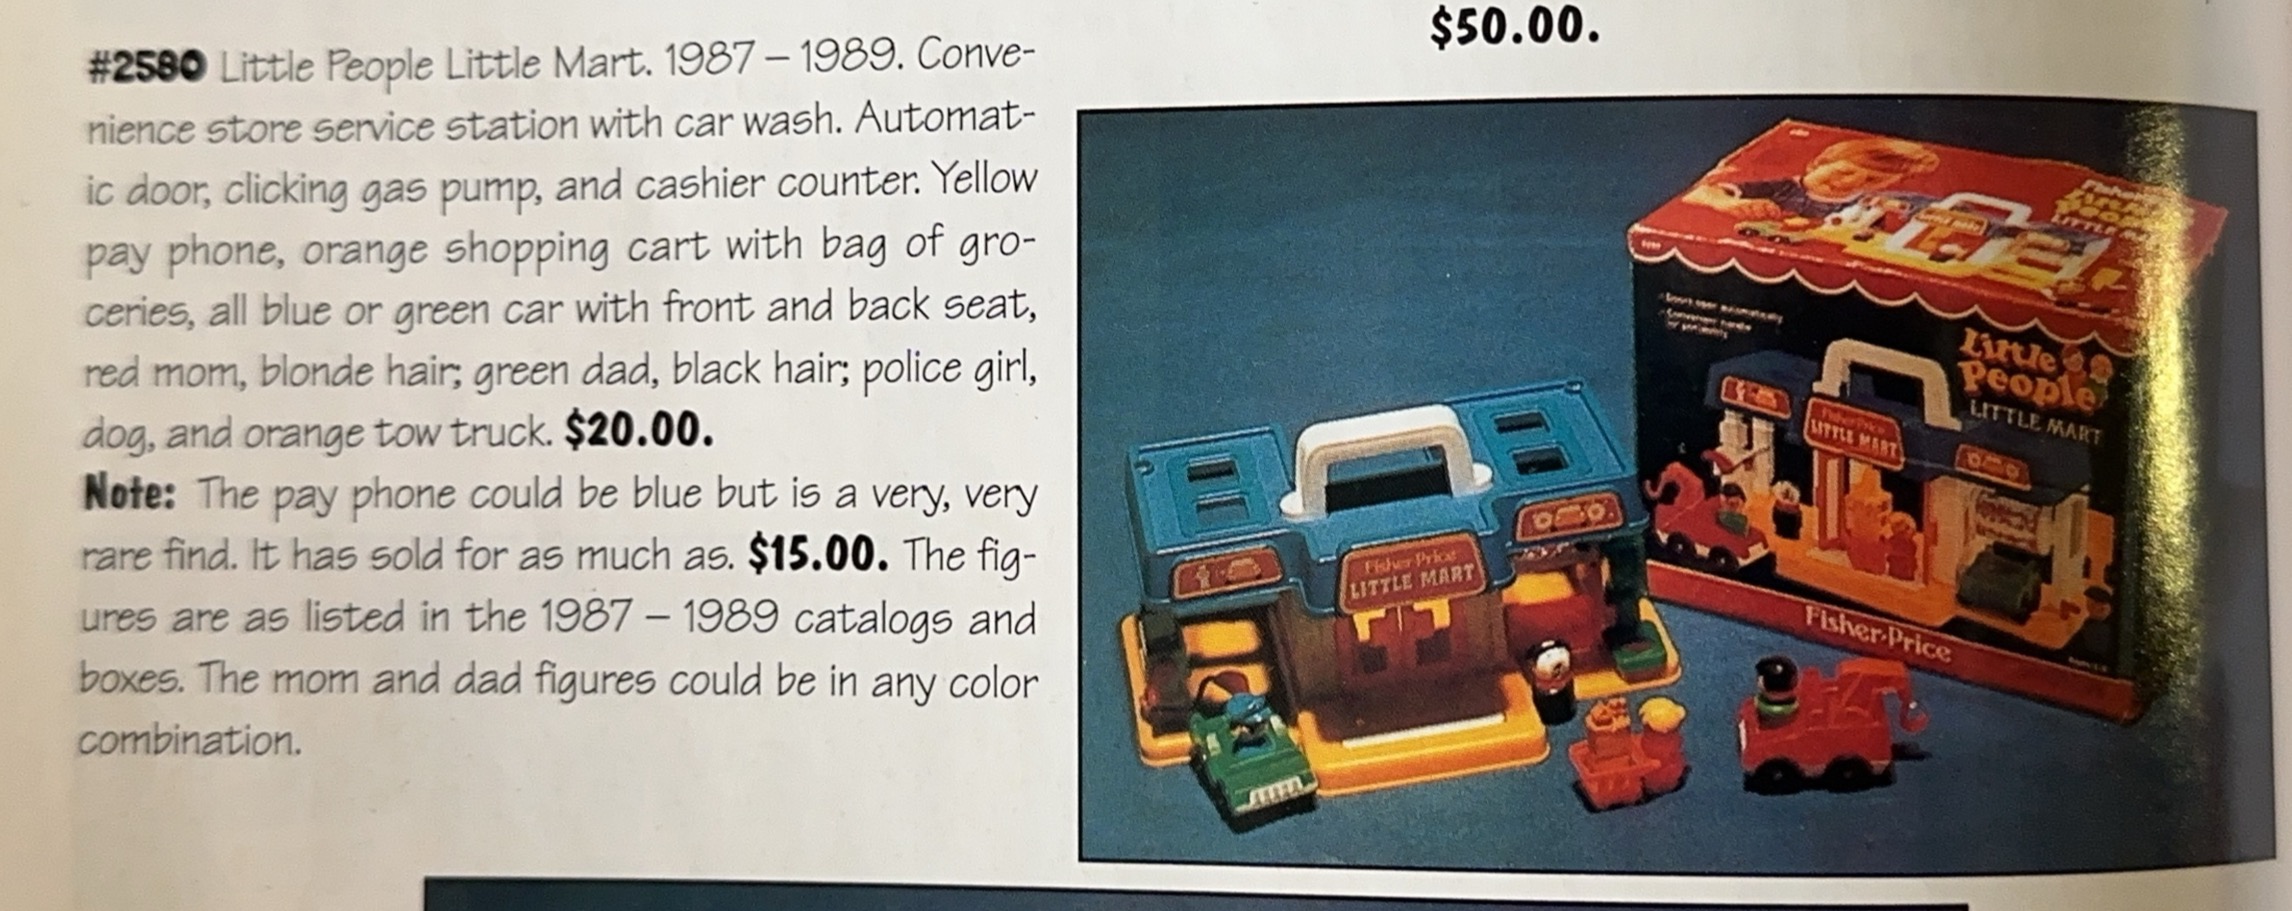 $50.00.
#2580 Little People Little Mart. 1987 – 1989. Conve-
nience store service station with car wash. Automat-
ic door, clicking gas pump, and cashier counter. Yellow
pay phone, orange shopping cart with bag of gro-
ceries, all blue or green car with front and back seat,
red mom, blonde hair; green dad, black hair; police girl,
dog, and orange tow truck. $20.00.
Note: The pay phone could be blue but is a very, very
rare find. It has sold for as much as. $15.00. The fig-
ures are as listed in the 1987 – 1989 catalogs and
boxes. The mom and dad figures could be in any color
combination.
Fisher-Price
LITTLE MART
Little
People
LITTLE MART
Fisher-Price
LITTLE MART
Fisher-Price